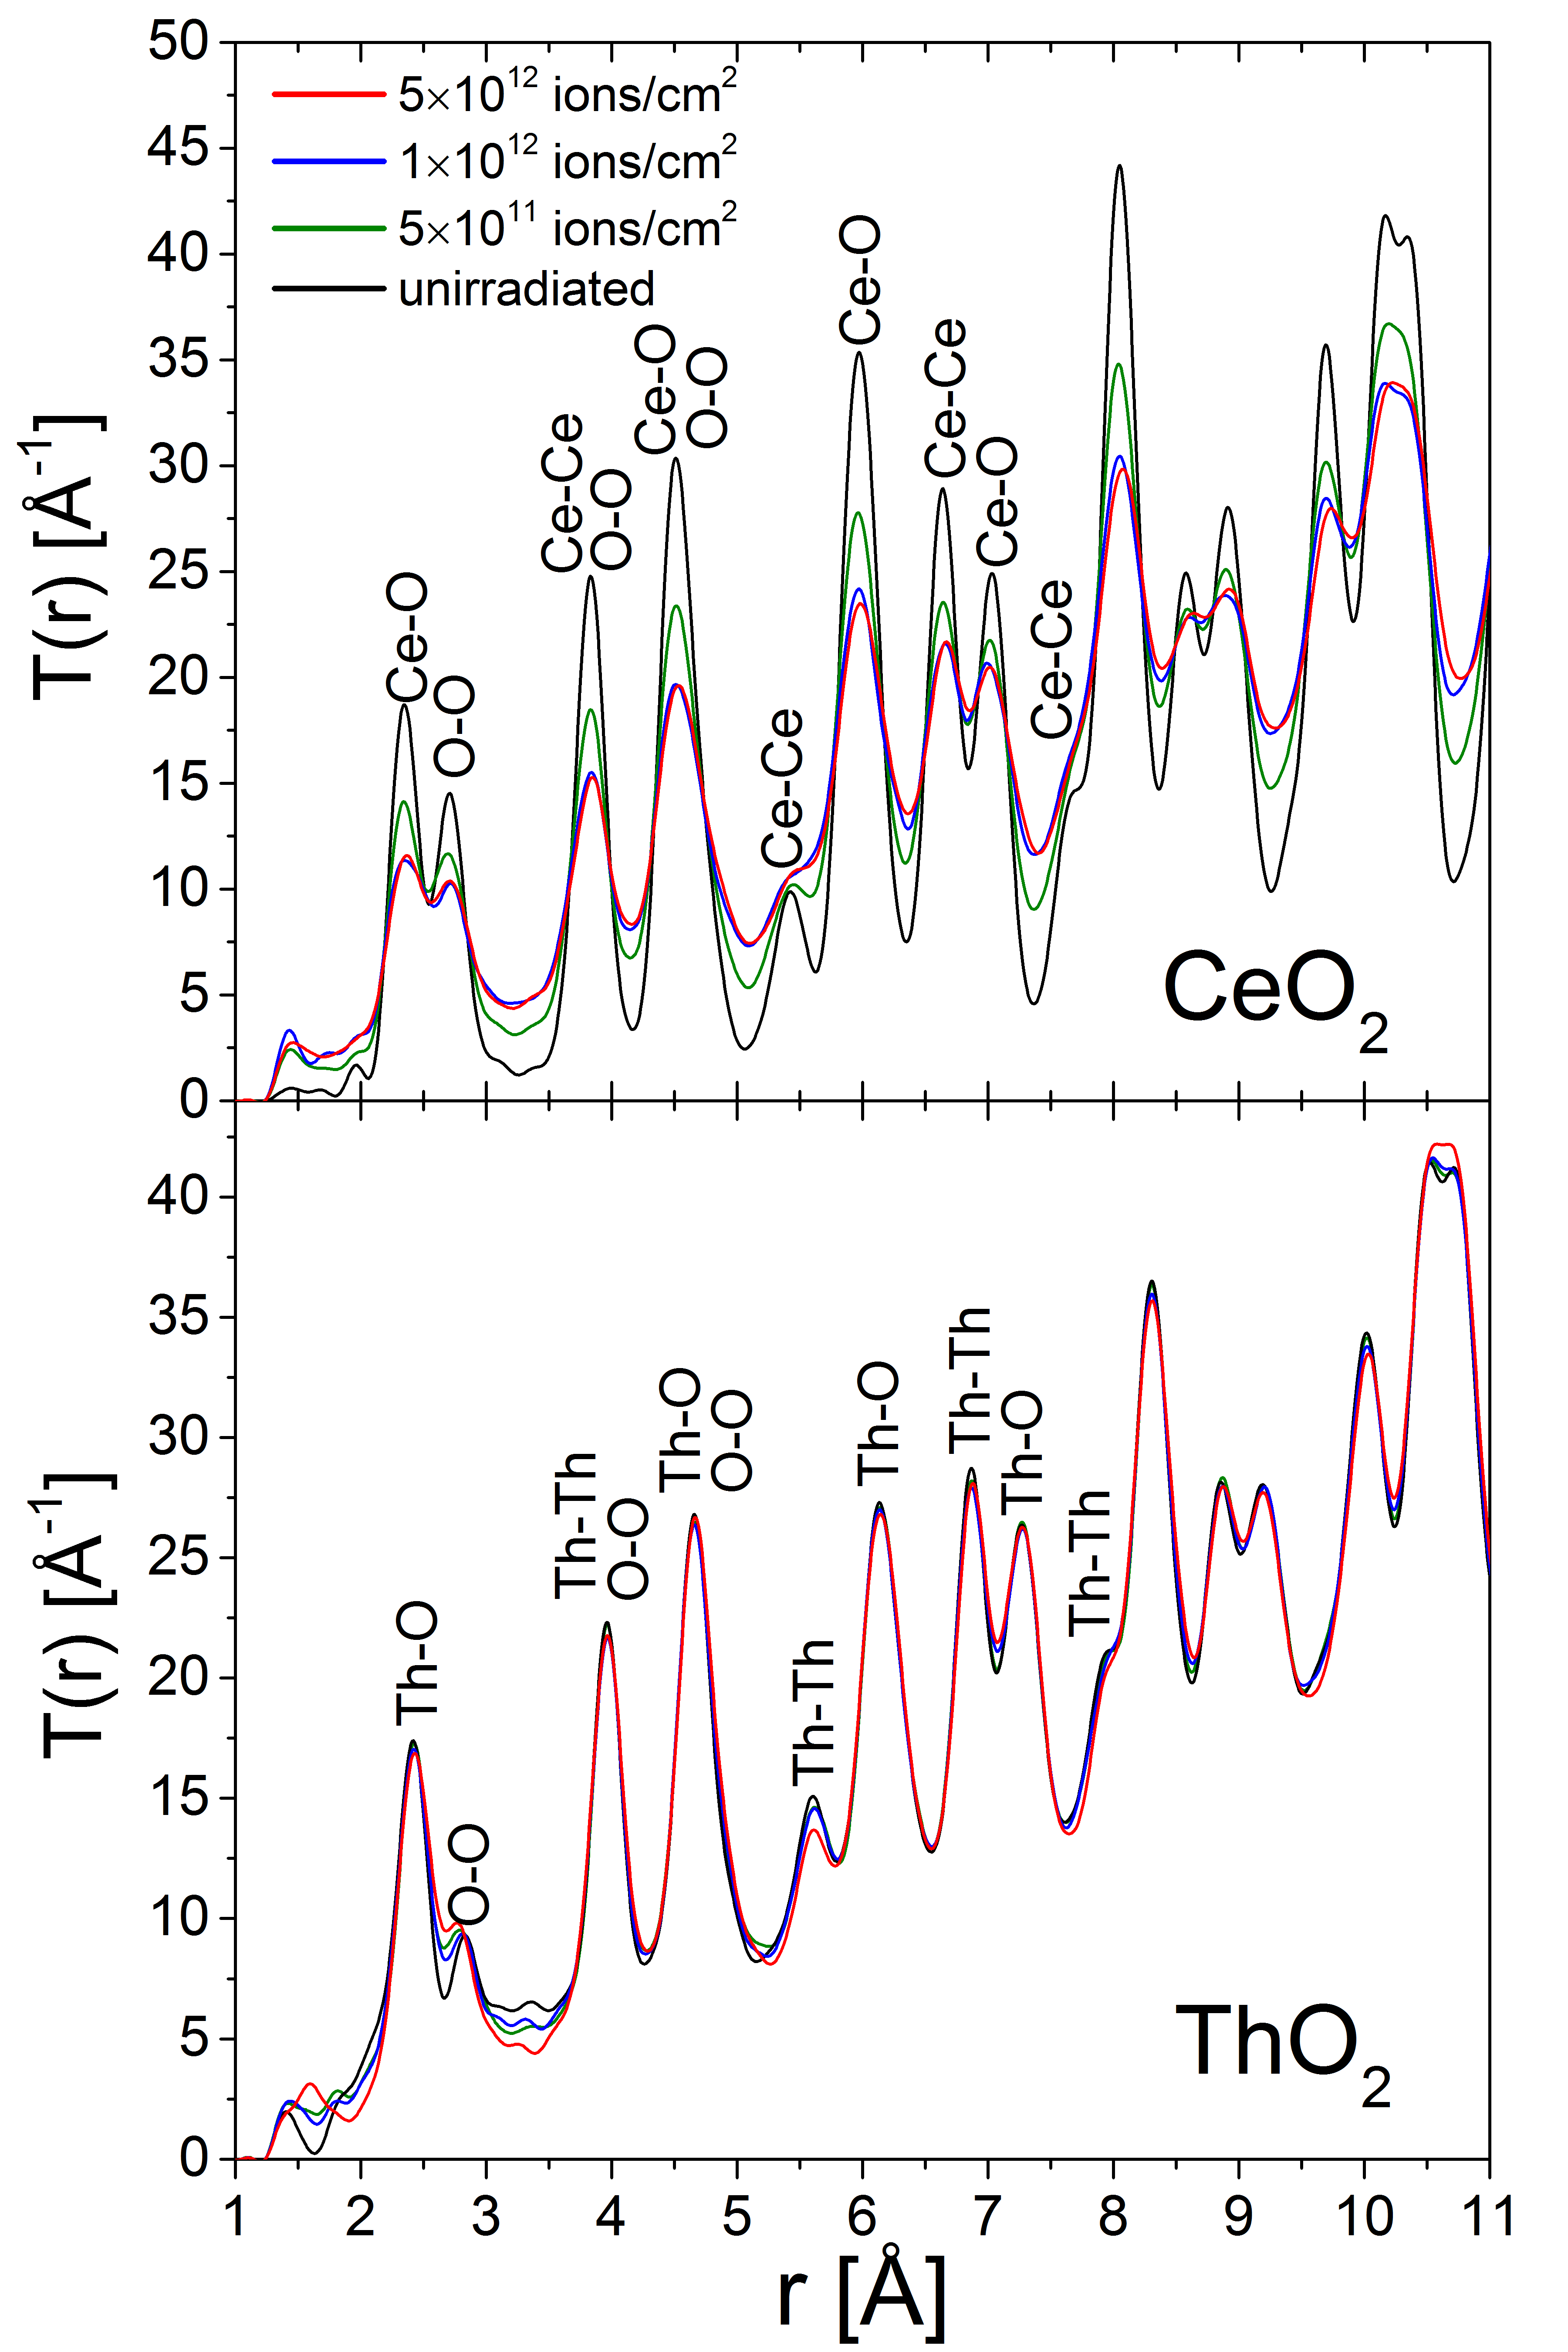 50
45
40
35
30
25
20
15
10
5
0
T(r) [Å⁻¹]
5×10¹² ions/cm²
1×10¹² ions/cm²
5×10¹¹ ions/cm²
unirradiated
Ce-O
O-O
Ce-Ce
O-O
Ce-O
O-O
Ce-Ce
Ce-O
Ce-Ce
Ce-O
Ce-Ce
CeO₂
40
35
30
25
20
15
10
5
0
T(r) [Å⁻¹]
Th-O
O-O
Th-Th
O-O
Th-O
O-O
Th-Th
Th-O
Th-Th
Th-O
Th-Th
ThO₂
1 2 3 4 5 6 7 8 9 10 11
r [Å]